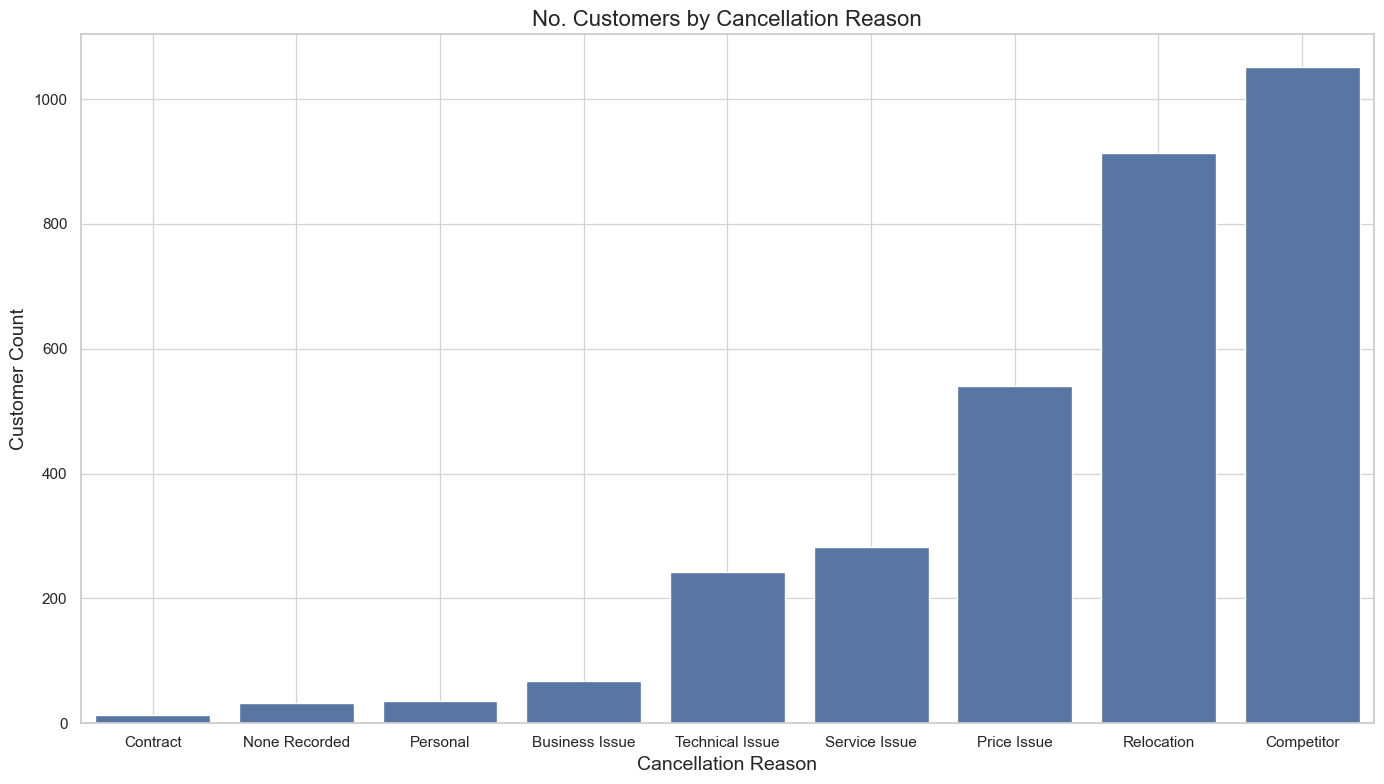 No. Customers by Cancellation Reason
1000
800
600
400
200
0
Customer Count
Contract None Recorded Personal Business Issue Technical Issue Service Issue Price Issue Relocation Competitor
Cancellation Reason